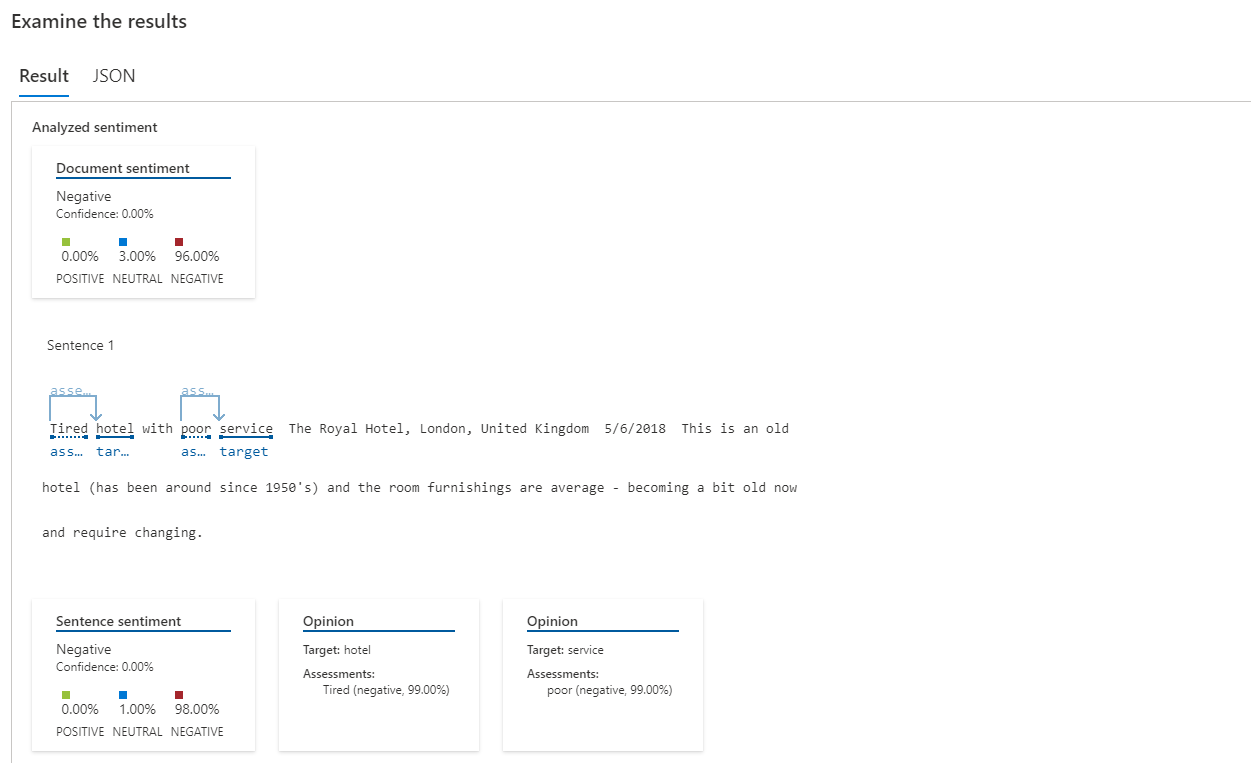 Examine the results
Result JSON
Analyzed sentiment
Document sentiment
Negative
Confidence: 0.00%
0.00% 3.00% 96.00%
POSITIVE NEUTRAL NEGATIVE
Sentence 1
asse... ass...
Tired hotel with poor service  The Royal Hotel, London, United Kingdom  5/6/2018  This is an old
ass... tar... as... target
hotel (has been around since 1950's) and the room furnishings are average - becoming a bit old now
and require changing.
Sentence sentiment
Negative
Confidence: 0.00%
0.00% 1.00% 98.00%
POSITIVE NEUTRAL NEGATIVE
Opinion
Target: hotel
Assessments:
Tired (negative, 99.00%)
Opinion
Target: service
Assessments:
poor (negative, 99.00%)